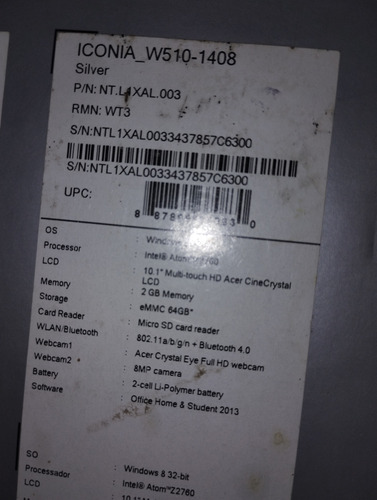 ICONIA_W510-1408
Silver
P/N: NT.L1XAL.003
RMN: WT3
S/N:NTL1XAL0033437857C6300
S/N:NTL1XAL0033437857C6300
UPC:
OS :
Processor : Intel® Atom™
LCD : 10.1" Multi-touch HD Acer CineCrystal
LCD
Memory : 2 GB Memory
Storage : eMMC 64GB*
Card Reader : Micro SD card reader
WLAN/Bluetooth : 802.11a/b/g/n + Bluetooth 4.0
Webcam1 : Acer Crystal Eye Full HD webcam
Webcam2 : 8MP camera
Battery : 2-cell Li-Polymer battery
Software : Office Home & Student 2013
SO : Windows 8 32-bit
Processador : Intel® Atom™Z2760
LCD